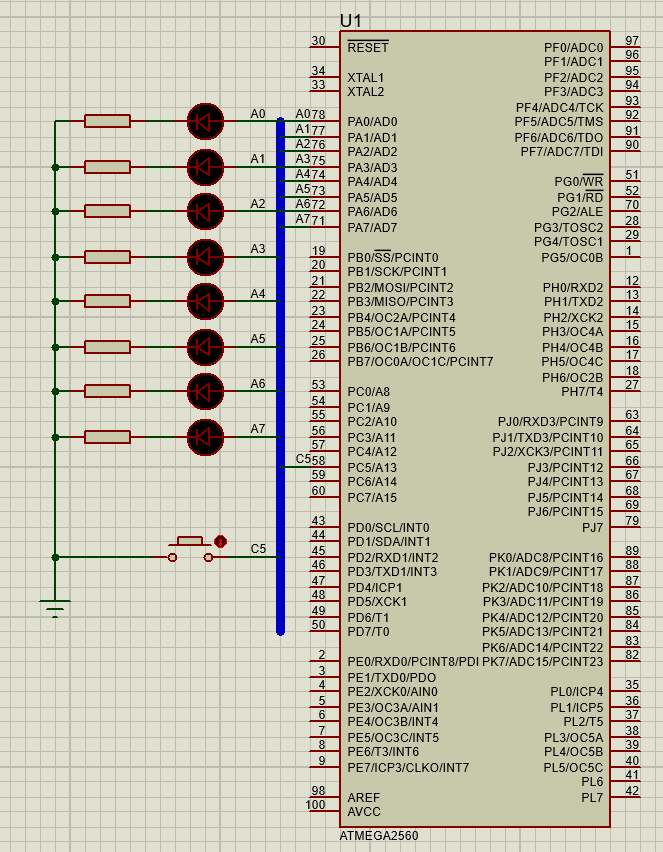 U1
30 RESET PF0/ADC0 97
PF1/ADC1 96
34 XTAL1 PF2/ADC2 95
33 XTAL2 PF3/ADC3 94
PF4/ADC4/TCK 93
A0 A0 78 PA0/AD0 PF5/ADC5/TMS 92
A1 77 PA1/AD1 PF6/ADC6/TDO 91
A2 76 PA2/AD2 PF7/ADC7/TDI 90
A1 A3 75 PA3/AD3
A4 74 PA4/AD4 PG0/WR 51
A5 73 PA5/AD5 PG1/RD 52
A2 A6 72 PA6/AD6 PG2/ALE 70
A7 71 PA7/AD7 PG3/TOSC2 28
PG4/TOSC1 29
A3 19 PB0/SS/PCINT0 PG5/OC0B 1
20 PB1/SCK/PCINT1
21 PB2/MOSI/PCINT2 PH0/RXD2 12
A4 22 PB3/MISO/PCINT3 PH1/TXD2 13
23 PB4/OC2A/PCINT4 PH2/XCK2 14
24 PB5/OC1A/PCINT5 PH3/OC4A 15
A5 25 PB6/OC1B/PCINT6 PH4/OC4B 16
26 PB7/OC0A/OC1C/PCINT7 PH5/OC4C 17
PH6/OC2B 18
A6 53 PC0/A8 PH7/T4 27
54 PC1/A9
55 PC2/A10 PJ0/RXD3/PCINT9 63
A7 56 PC3/A11 PJ1/TXD3/PCINT10 64
57 PC4/A12 PJ2/XCK3/PCINT11 65
C5 58 PC5/A13 PJ3/PCINT12 66
59 PC6/A14 PJ4/PCINT13 67
60 PC7/A15 PJ5/PCINT14 68
PJ6/PCINT15 69
43 PD0/SCL/INT0 PJ7 79
44 PD1/SDA/INT1
C5 45 PD2/RXD1/INT2 PK0/ADC8/PCINT16 89
46 PD3/TXD1/INT3 PK1/ADC9/PCINT17 88
47 PD4/ICP1 PK2/ADC10/PCINT18 87
48 PD5/XCK1 PK3/ADC11/PCINT19 86
49 PD6/T1 PK4/ADC12/PCINT20 85
50 PD7/T0 PK5/ADC13/PCINT21 84
PK6/ADC14/PCINT22 83
2 PE0/RXD0/PCINT8/PDI PK7/ADC15/PCINT23 82
3 PE1/TXD0/PDO
4 PE2/XCK0/AIN0 PL0/ICP4 35
5 PE3/OC3A/AIN1 PL1/ICP5 36
6 PE4/OC3B/INT4 PL2/T5 37
7 PE5/OC3C/INT5 PL3/OC5A 38
8 PE6/T3/INT6 PL4/OC5B 39
9 PE7/ICP3/CLKO/INT7 PL5/OC5C 40
PL6 41
98 AREF PL7 42
100 AVCC
ATMEGA2560